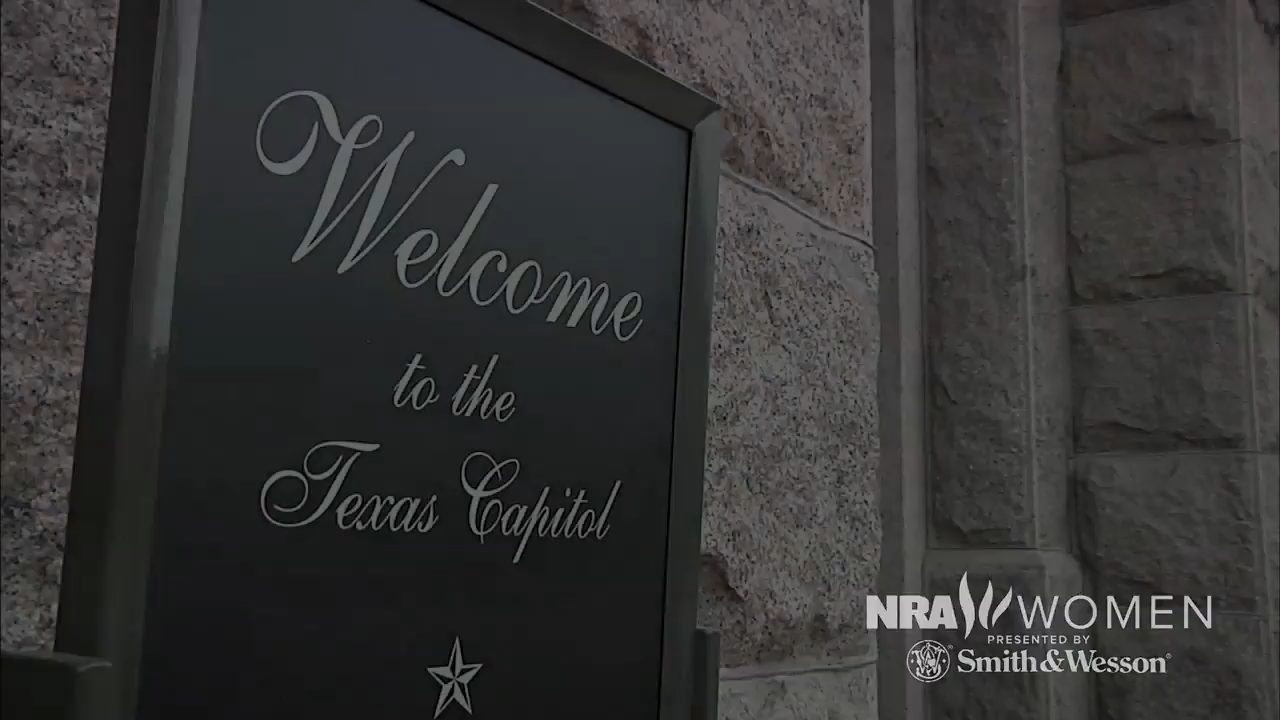 Welcome
to the
Texas Capitol
NRA WOMEN
PRESENTED BY
Smith & Wesson